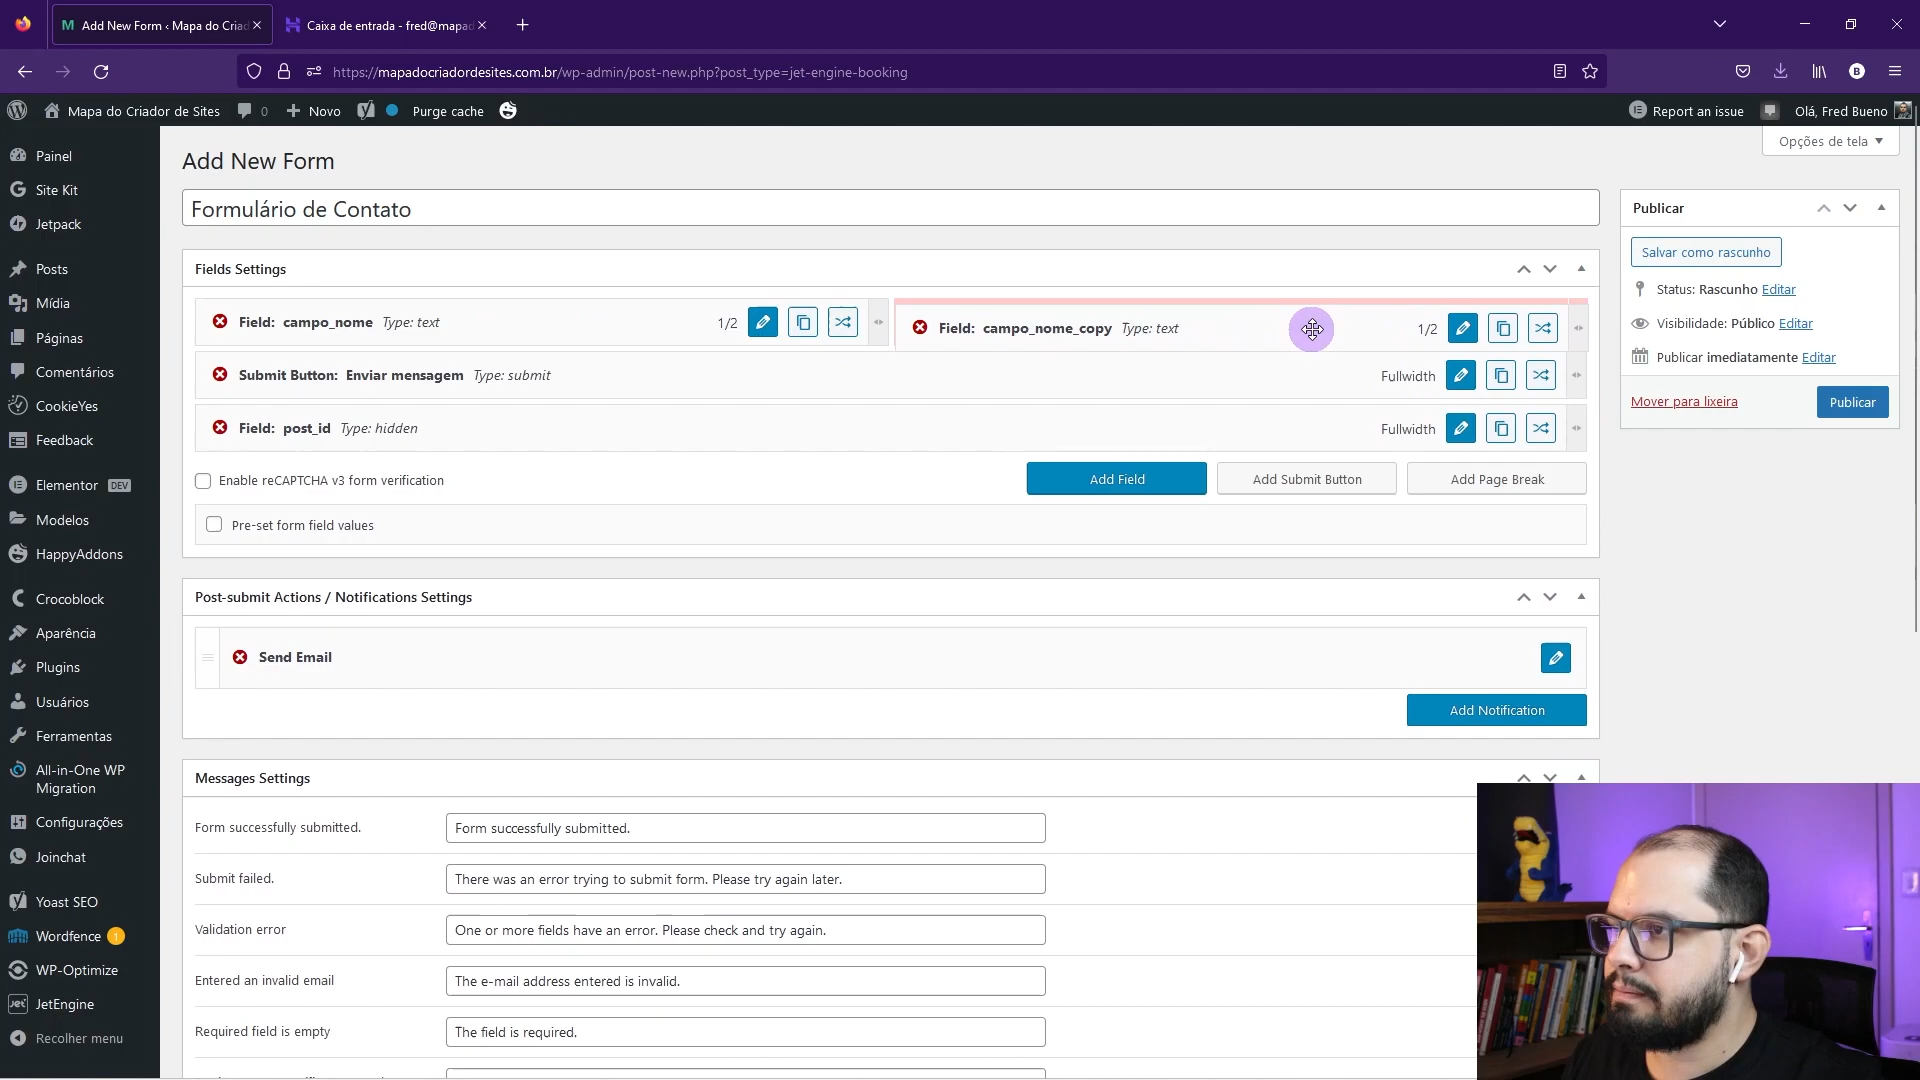 Add New Form ‹ Mapa do Criad
Caixa de entrada - fred@mapad
https://mapadocriadordesites.com.br/wp-admin/post-new.php?post_type=jet-engine-booking
Mapa do Criador de Sites
0
Novo
Purge cache
Report an issue
Olá, Fred Bueno
Painel
Site Kit
Jetpack
Posts
Mídia
Páginas
Comentários
CookieYes
Feedback
Elementor DEV
Modelos
HappyAddons
Crocoblock
Aparência
Plugins
Usuários
Ferramentas
All-in-One WP
Migration
Configurações
Joinchat
Yoast SEO
Wordfence 1
WP-Optimize
JetEngine
Recolher menu
Opções de tela
Add New Form
Formulário de Contato
Fields Settings
Field: campo_nome Type: text 1/2
Field: campo_nome_copy Type: text 1/2
Submit Button: Enviar mensagem Type: submit Fullwidth
Field: post_id Type: hidden Fullwidth
Enable reCAPTCHA v3 form verification
Add Field
Add Submit Button
Add Page Break
Pre-set form field values
Post-submit Actions / Notifications Settings
Send Email
Add Notification
Messages Settings
Form successfully submitted. Form successfully submitted.
Submit failed. There was an error trying to submit form. Please try again later.
Validation error One or more fields have an error. Please check and try again.
Entered an invalid email The e-mail address entered is invalid.
Required field is empty The field is required.
Publicar
Salvar como rascunho
Status: Rascunho Editar
Visibilidade: Público Editar
Publicar imediatamente Editar
Mover para lixeira
Publicar